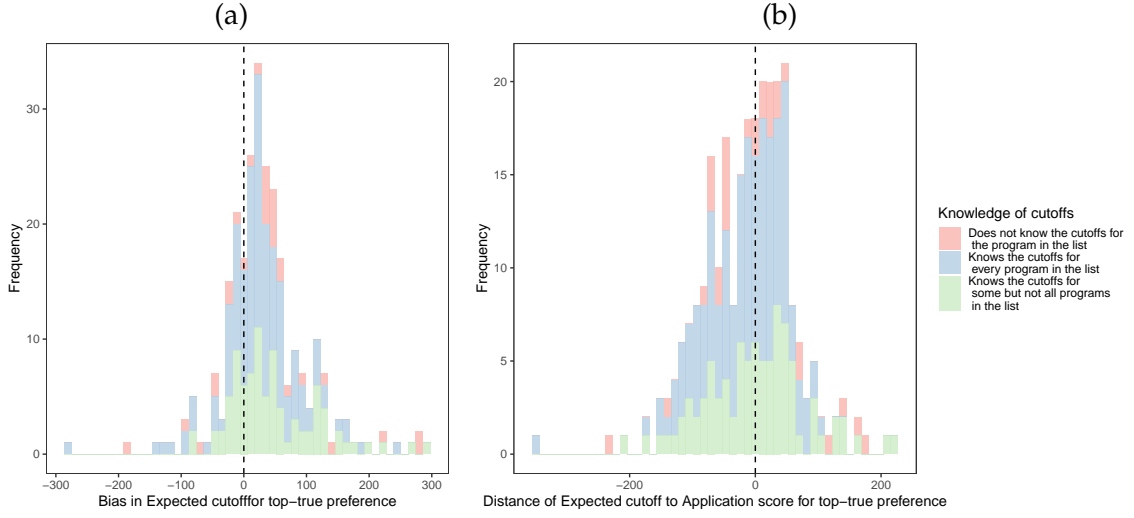 (a)
(b)
Frequency
30
20
10
0
−300
−200
−100
0
100
200
300
Bias in Expected cutofffor top−true preference
Frequency
20
15
10
5
0
−200
0
200
Distance of Expected cutoff to Application score for top−true preference
Knowledge of cutoffs
Does not know the cutoffs for
the program in the list
Knows the cutoffs for
every program in the list
Knows the cutoffs for
some but not all programs
in the list